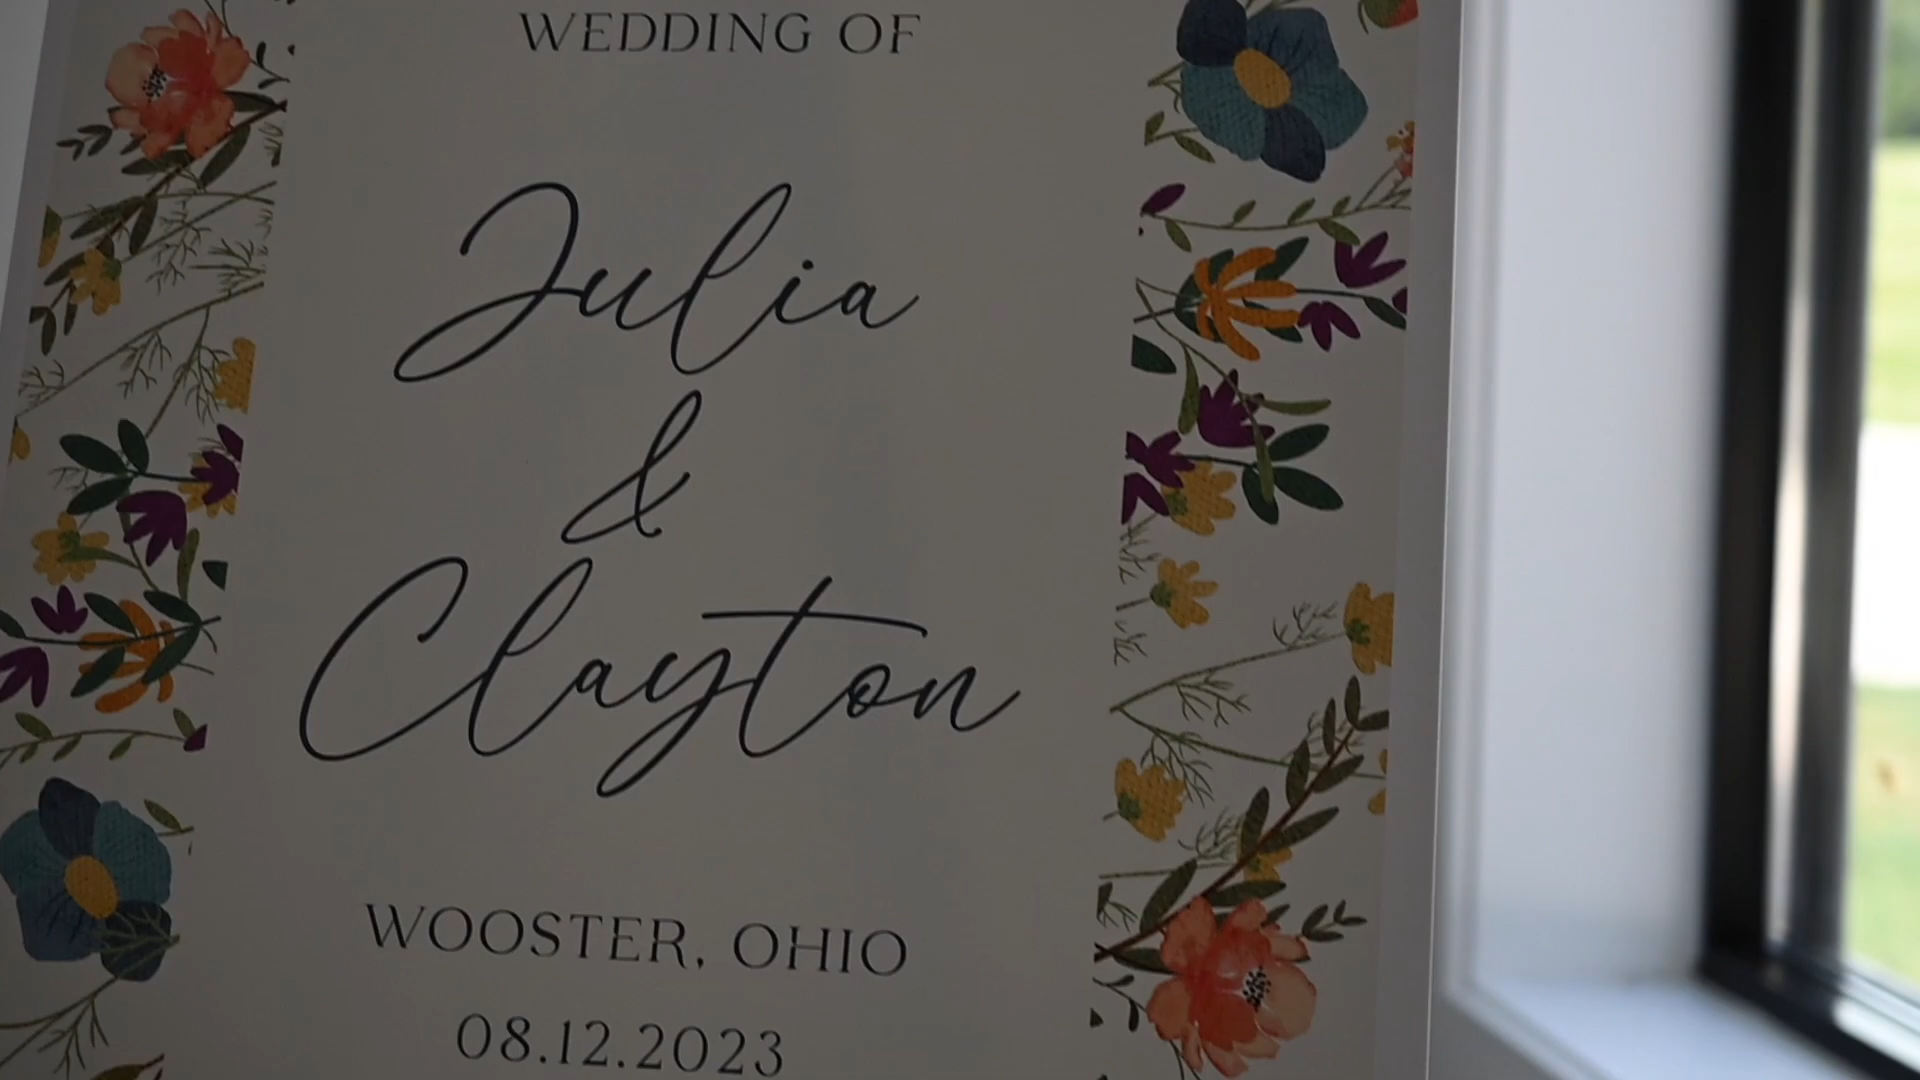 WEDDING OF
Julia
&
Clayton
WOOSTER, OHIO
08.12.2023